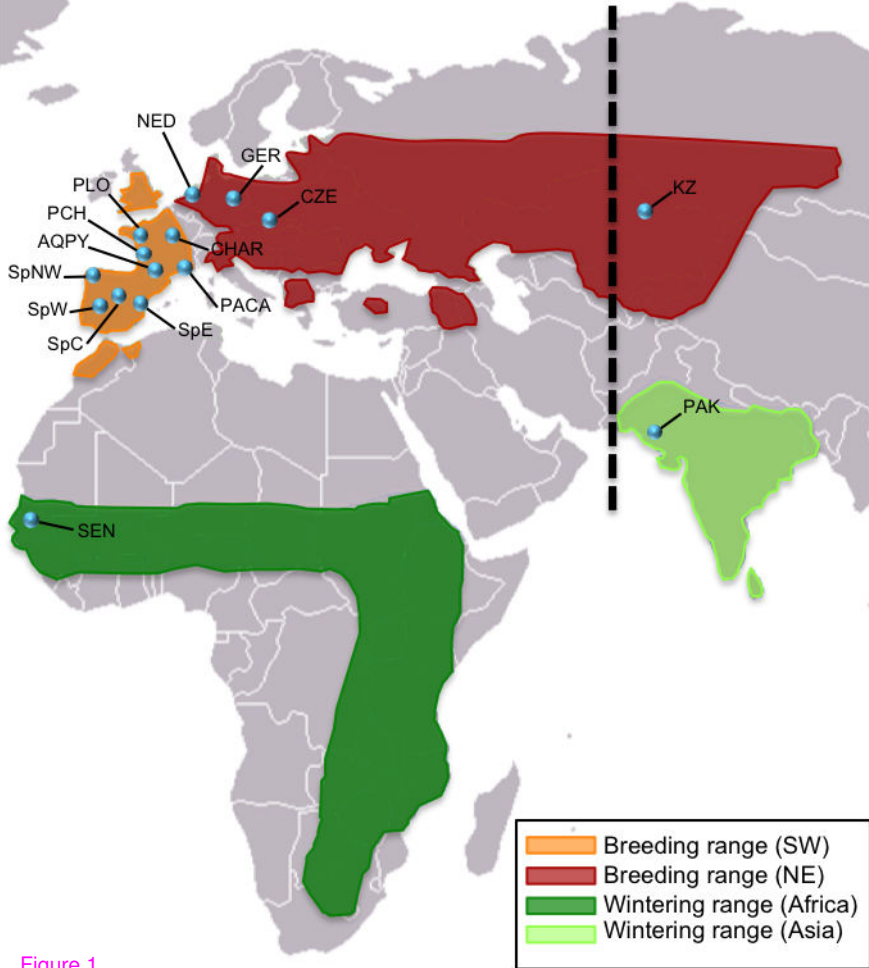 NED
GER
PLO
CZE
KZ
PCH
AQPY
CHAR
SpNW
PACA
SpW
SpE
SpC
PAK
SEN
Breeding range (SW)
Breeding range (NE)
Wintering range (Africa)
Wintering range (Asia)
Figure 1